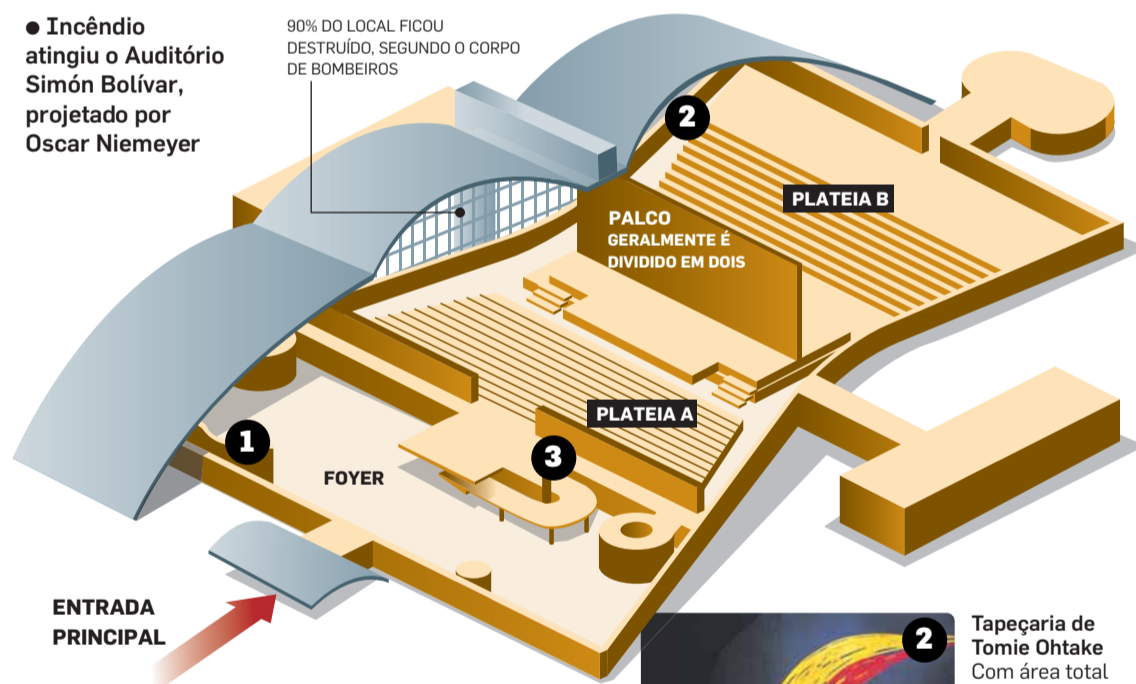 ● Incêndio
atingiu o Auditório
Simón Bolívar,
projetado por
Oscar Niemeyer
90% DO LOCAL FICOU
DESTRUÍDO, SEGUNDO O CORPO
DE BOMBEIROS
2
PLATEIA B
PALCO
GERALMENTE É
DIVIDIDO EM DOIS
PLATEIA A
1
3
FOYER
ENTRADA
PRINCIPAL
2
Tapeçaria de
Tomie Ohtake
Com área total